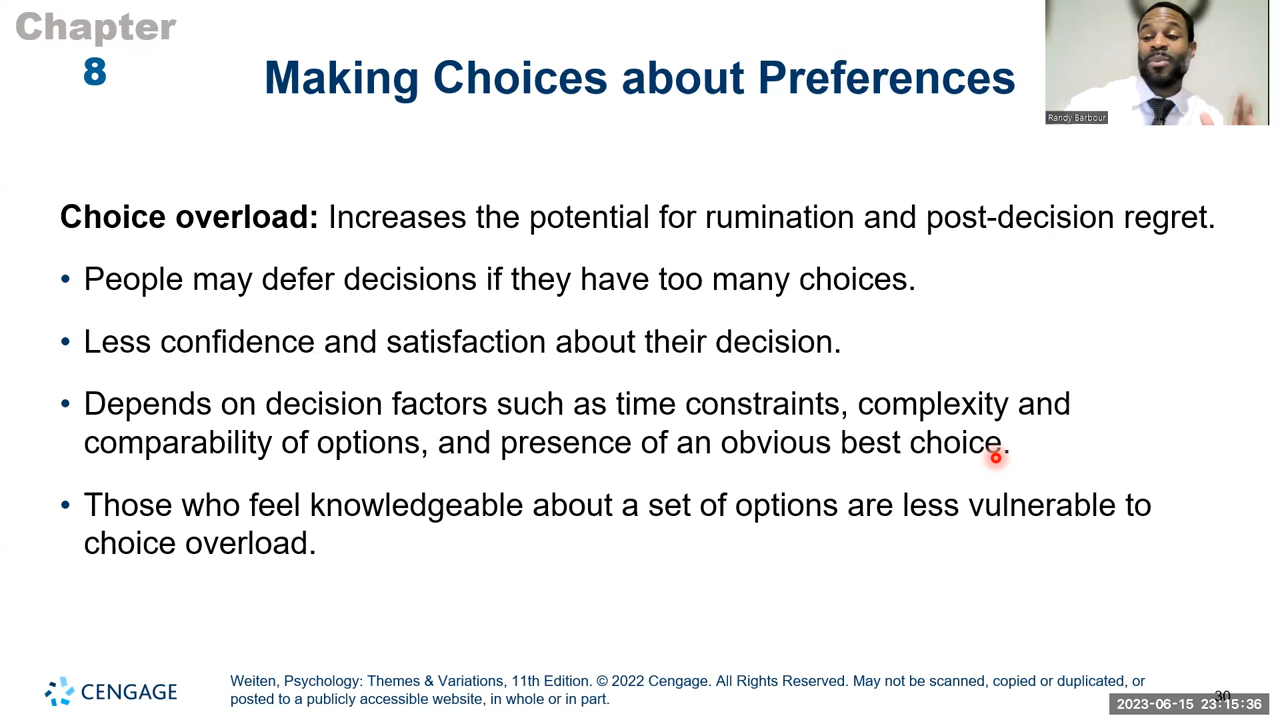 Chapter
8
Making Choices about Preferences
Randy Barbour
Choice overload: Increases the potential for rumination and post-decision regret.
• People may defer decisions if they have too many choices.
• Less confidence and satisfaction about their decision.
• Depends on decision factors such as time constraints, complexity and
comparability of options, and presence of an obvious best choice.
• Those who feel knowledgeable about a set of options are less vulnerable to
choice overload.
CENGAGE
Weiten, Psychology: Themes & Variations, 11th Edition. © 2022 Cengage. All Rights Reserved. May not be scanned, copied or duplicated, or
posted to a publicly accessible website, in whole or in part.
30
2023-06-15 23:15:36